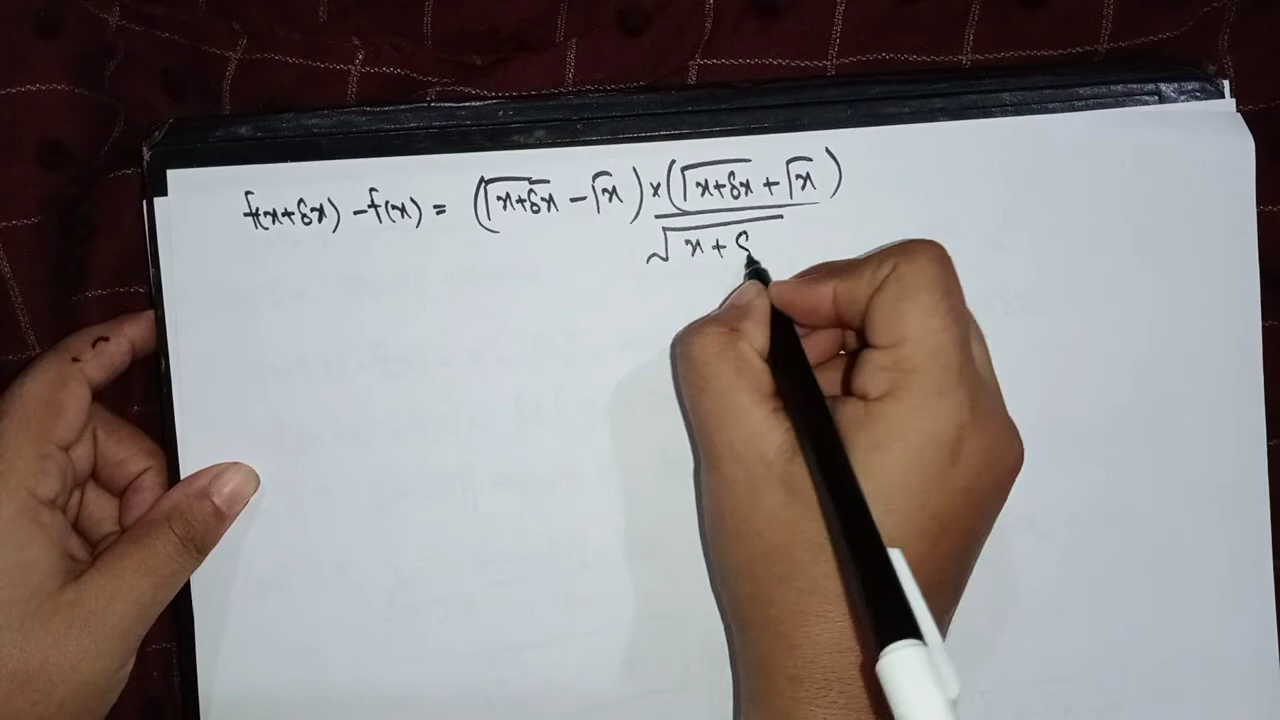 f(x+δx) - f(x) = (√x+δx - √x) × (√x+δx + √x)
√x + δ